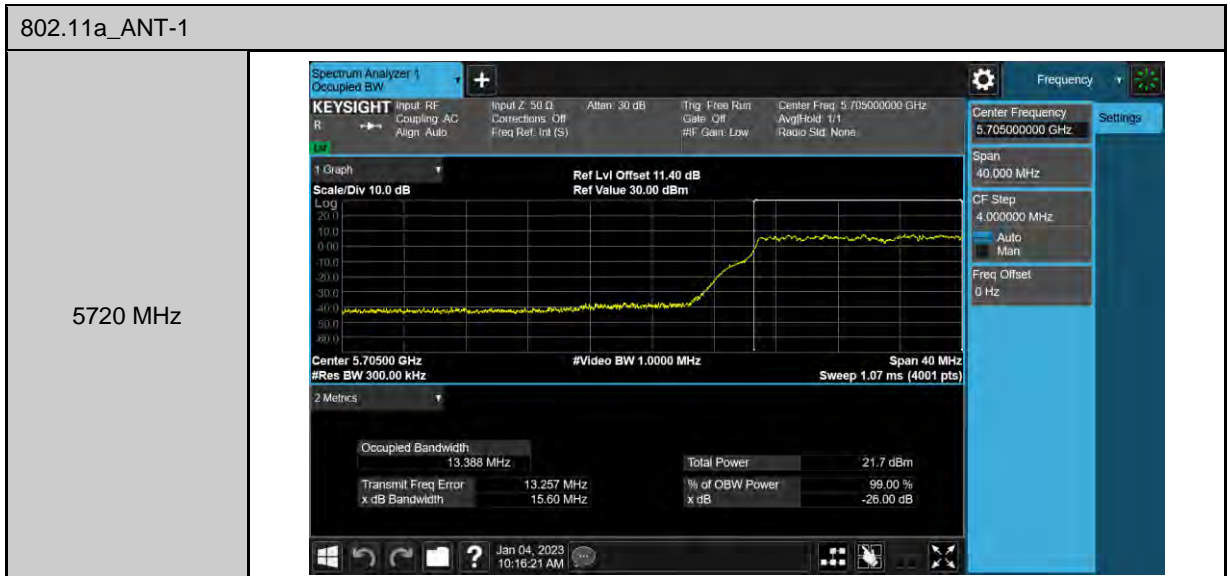 802.11a_ANT-1
5720 MHz
Spectrum Analyzer 1
Occupied BW
+
Frequency
KEYSIGHT
R
Input: RF
Coupling: AC
Align: Auto
Input Z: 50 Ω
Corrections: Off
Freq Ref: Int (S)
Atten: 30 dB
Trig: Free Run
Gate: Off
#IF Gain: Low
Center Freq: 5.705000000 GHz
Avg|Hold: 1/1
Radio Std: None
Center Frequency
5.705000000 GHz
Settings
Span
40.000 MHz
CF Step
4.000000 MHz
Auto
Man
Freq Offset
0 Hz
1 Graph
Ref Lvl Offset 11.40 dB
Scale/Div 10.0 dB
Ref Value 30.00 dBm
Log
20.0
10.0
0.00
-10.0
-20.0
-30.0
-40.0
-50.0
-60.0
Center 5.70500 GHz
#Video BW 1.0000 MHz
Span 40 MHz
#Res BW 300.00 kHz
Sweep 1.07 ms (4001 pts)
2 Metrics
Occupied Bandwidth
13.388 MHz
Total Power 21.7 dBm
Transmit Freq Error 13.257 MHz
% of OBW Power 99.00 %
x dB Bandwidth 15.60 MHz
x dB -26.00 dB
?
Jan 04, 2023
10:16:21 AM